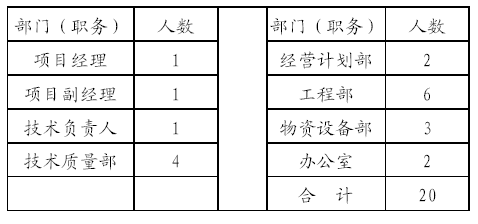 部门（职务） 人数 部门（职务） 人数
项目经理 1 经营计划部 2
项目副经理 1 工程部 6
技术负责人 1 物资设备部 3
技术质量部 4 办公室 2
合 计 20